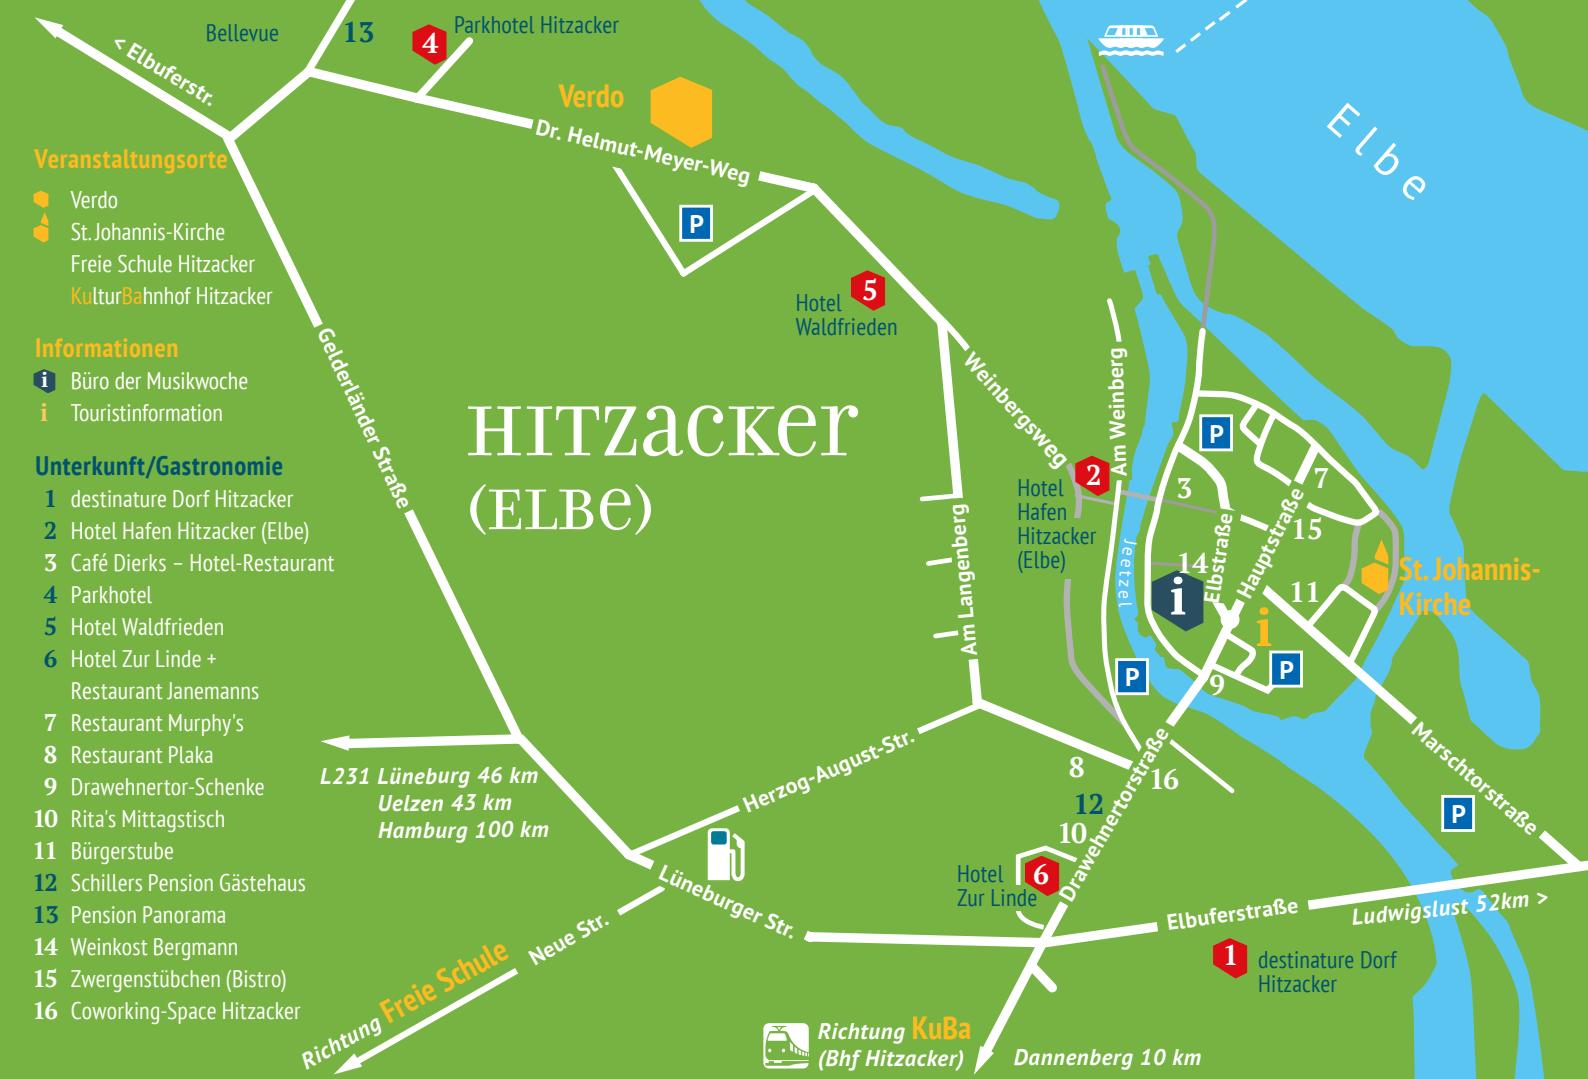 Bellevue
13
4
Parkhotel Hitzacker
< Elbuferstr.
Verdo
Dr. Helmut-Meyer-Weg
Elbe
Veranstaltungsorte
Verdo
St. Johannis-Kirche
Freie Schule Hitzacker
KulturBahnhof Hitzacker
Informationen
i Büro der Musikwoche
i Touristinformation
Unterkunft/Gastronomie
1 destinature Dorf Hitzacker
2 Hotel Hafen Hitzacker (Elbe)
3 Café Dierks – Hotel-Restaurant
4 Parkhotel
5 Hotel Waldfrieden
6 Hotel Zur Linde +
Restaurant Janemanns
7 Restaurant Murphy's
8 Restaurant Plaka
9 Drawehnertor-Schenke
10 Rita's Mittagstisch
11 Bürgerstube
12 Schillers Pension Gästehaus
13 Pension Panorama
14 Weinkost Bergmann
15 Zwergenstübchen (Bistro)
16 Coworking-Space Hitzacker
P
5
Hotel
Waldfrieden
Gelderländer Straße
HITzacKer
(ELBe)
Weinbergsweg
Am Weinberg
2
Hotel
Hafen
Hitzacker
(Elbe)
Jeetzel
Am Langenberg
P
3
7
15
14
Elbstraße
Hauptstraße
11
i
i
St. Johannis-
Kirche
P
P
9
Marschtorstraße
P
L231 Lüneburg 46 km
Uelzen 43 km
Hamburg 100 km
Herzog-August-Str.
8
16
12
10
Drawehnertorstraße
Hotel
Zur Linde
6
Lüneburger Str.
Neue Str.
Richtung Freie Schule
Elbuferstraße
Ludwigslust 52km >
1
destinature Dorf
Hitzacker
Richtung KuBa
(Bhf Hitzacker)
Dannenberg 10 km